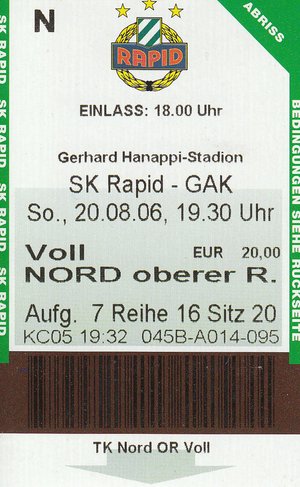 N
ABRISS
RAPID
EINLASS: 18.00 Uhr
Gerhard Hanappi-Stadion
SK Rapid - GAK
So., 20.08.06, 19.30 Uhr
Voll EUR 20,00
NORD oberer R.
Aufg. 7 Reihe 16 Sitz 20
KC05 19:32 045B-A014-095
TK Nord OR Voll
SK RAPID SK RAPID SK RAPID SK RAPID
BEDINGUNGEN SIEHE RÜCKSEITE